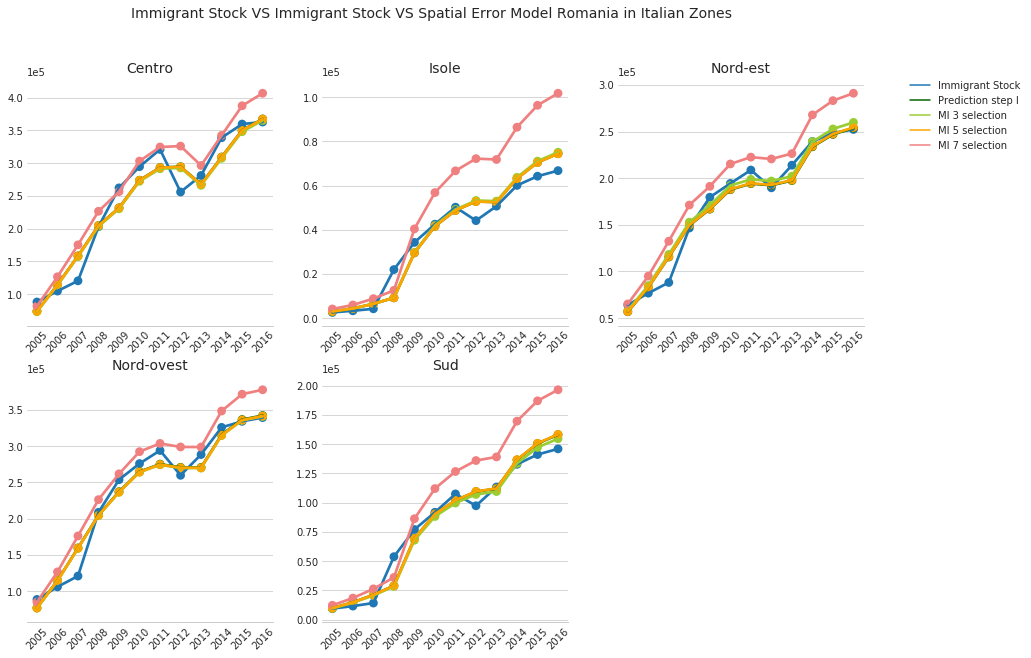 Immigrant Stock VS Immigrant Stock VS Spatial Error Model Romania in Italian Zones
1e5
Centro
4.0
3.5
3.0
2.5
2.0
1.5
1.0
2005 2006 2007 2008 2009 2010 2011 2012 2013 2014 2015 2016
1e5
Isole
1.0
0.8
0.6
0.4
0.2
0.0
2005 2006 2007 2008 2009 2010 2011 2012 2013 2014 2015 2016
1e5
Nord-est
3.0
2.5
2.0
1.5
1.0
0.5
2005 2006 2007 2008 2009 2010 2011 2012 2013 2014 2015 2016
Immigrant Stock
Prediction step I
MI 3 selection
MI 5 selection
MI 7 selection
1e5
Nord-ovest
3.5
3.0
2.5
2.0
1.5
1.0
2005 2006 2007 2008 2009 2010 2011 2012 2013 2014 2015 2016
1e5
Sud
2.00
1.75
1.50
1.25
1.00
0.75
0.50
0.25
0.00
2005 2006 2007 2008 2009 2010 2011 2012 2013 2014 2015 2016